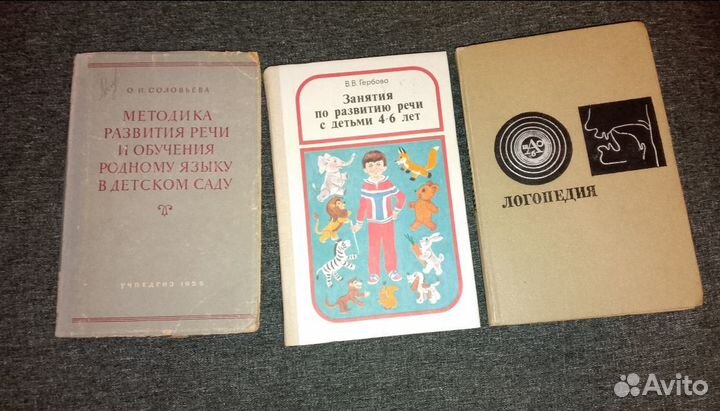 О. И. СОЛОВЬЕВА
МЕТОДИКА
РАЗВИТИЯ РЕЧИ
И ОБУЧЕНИЯ
РОДНОМУ ЯЗЫКУ
В ДЕТСКОМ САДУ
УЧПЕДГИЗ 1956
В. В. Гербова
Занятия
по развитию речи
с детьми 4-6 лет
ЛОГОПЕДИЯ
Avito